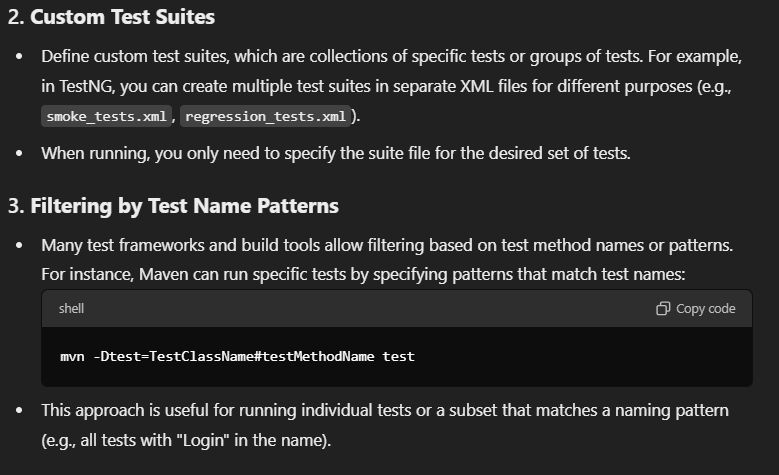 2. Custom Test Suites
• Define custom test suites, which are collections of specific tests or groups of tests. For example,
in TestNG, you can create multiple test suites in separate XML files for different purposes (e.g.,
smoke_tests.xml, regression_tests.xml).
• When running, you only need to specify the suite file for the desired set of tests.
3. Filtering by Test Name Patterns
• Many test frameworks and build tools allow filtering based on test method names or patterns.
For instance, Maven can run specific tests by specifying patterns that match test names:
shell Copy code
mvn -Dtest=TestClassName#testMethodName test
• This approach is useful for running individual tests or a subset that matches a naming pattern
(e.g., all tests with "Login" in the name).